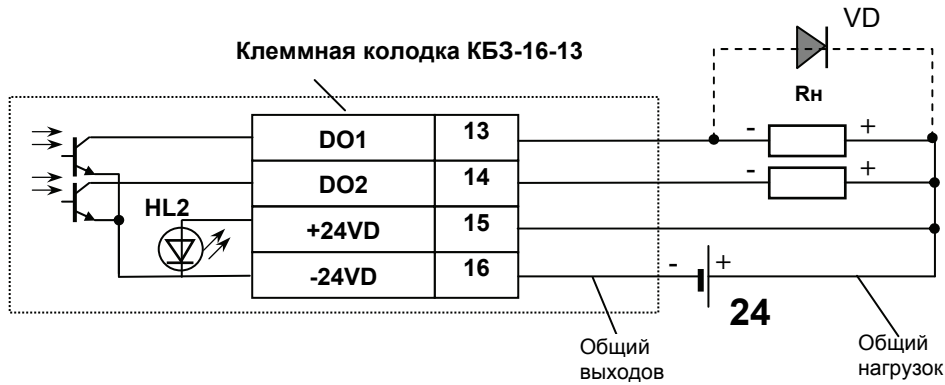 VD
Клеммная колодка КБЗ-16-13
Rн
DO1 13 - +
DO2 14 - +
HL2
+24VD 15
-24VD 16 - +
24
Общий
выходов
Общий
нагрузок